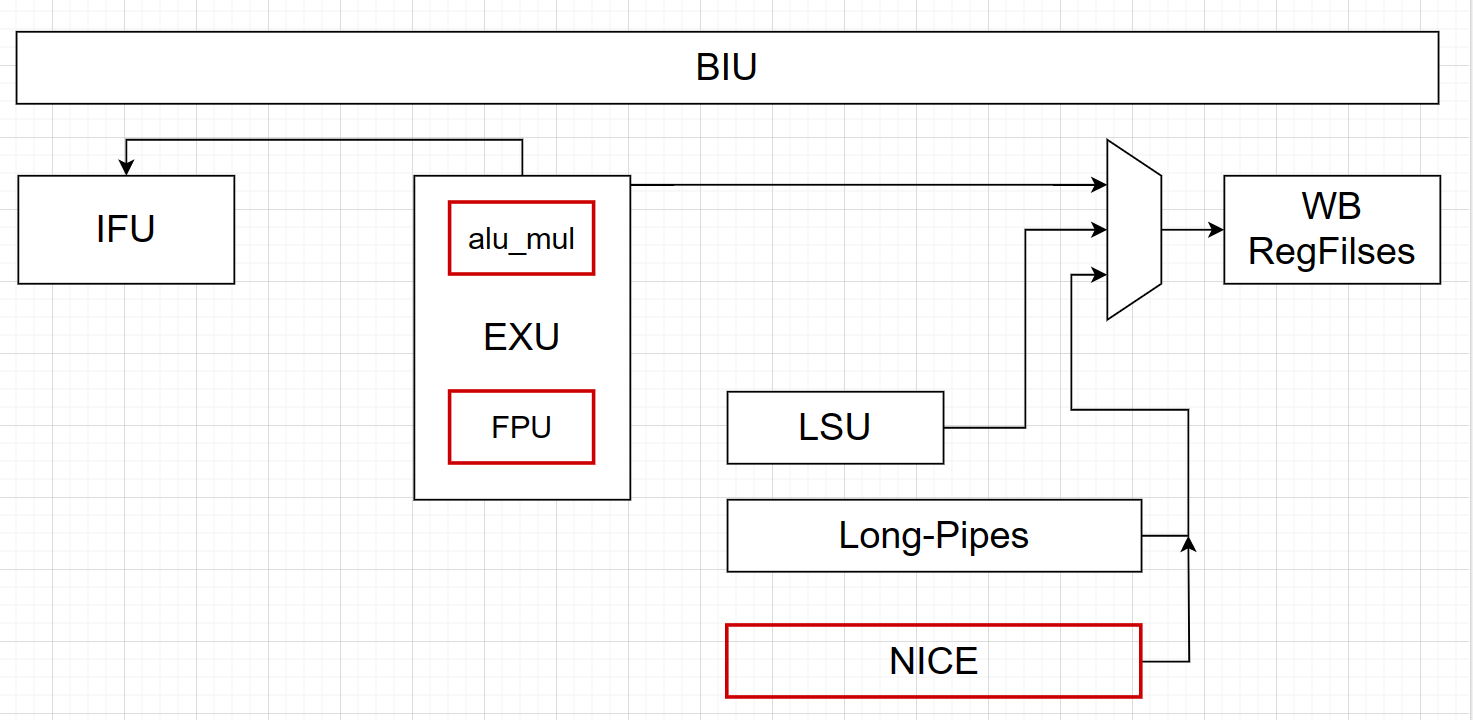 BIU
IFU
alu_mul
EXU
FPU
WB
RegFilses
LSU
Long-Pipes
NICE